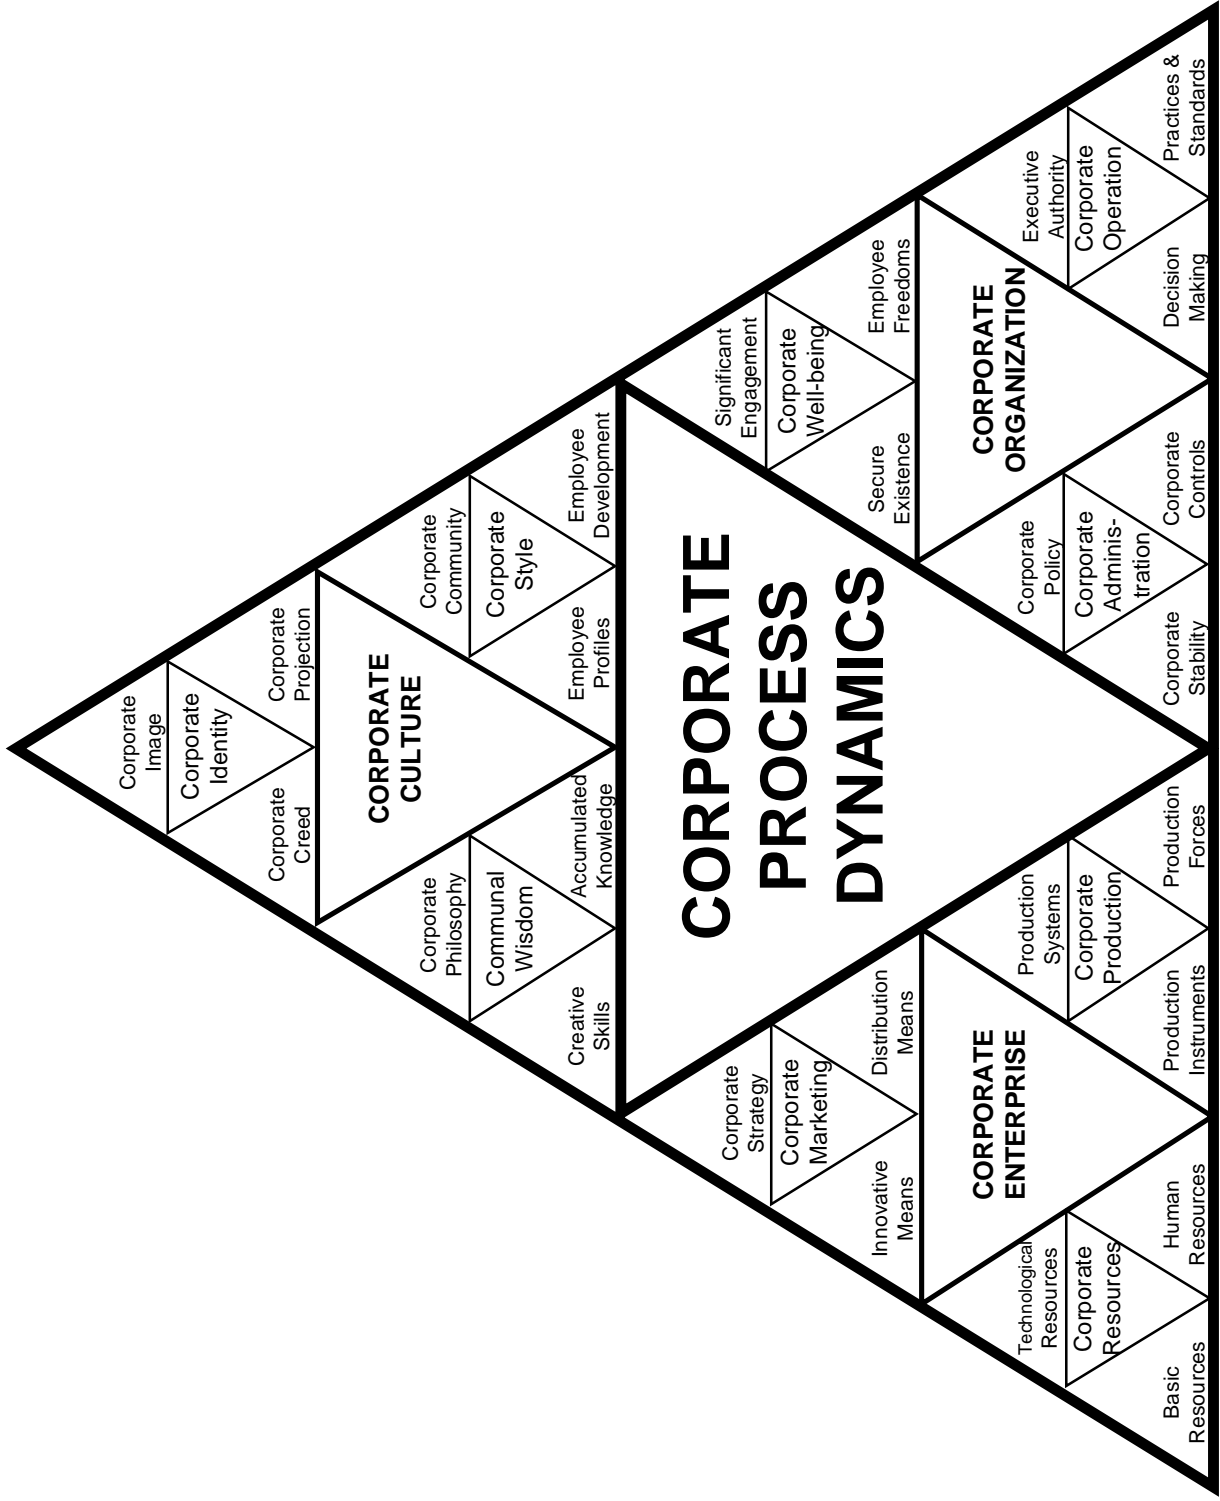 Corporate
Image
Corporate
Identity
Corporate
Creed
Corporate
Projection
CORPORATE
CULTURE
Corporate
Philosophy
Communal
Wisdom
Creative
Skills
Accumulated
Knowledge
Corporate
Community
Corporate
Style
Employee
Profiles
Employee
Development
CORPORATE
PROCESS
DYNAMICS
Corporate
Strategy
Corporate
Marketing
Innovative
Means
Distribution
Means
CORPORATE
ENTERPRISE
Technological
Resources
Corporate
Resources
Basic
Resources
Human
Resources
Production
Systems
Corporate
Production
Production
Instruments
Production
Forces
Significant
Engagement
Corporate
Well-being
Secure
Existence
Employee
Freedoms
CORPORATE
ORGANIZATION
Corporate
Policy
Corporate
Adminis-
tration
Corporate
Stability
Corporate
Controls
Executive
Authority
Corporate
Operation
Decision
Making
Practices &
Standards